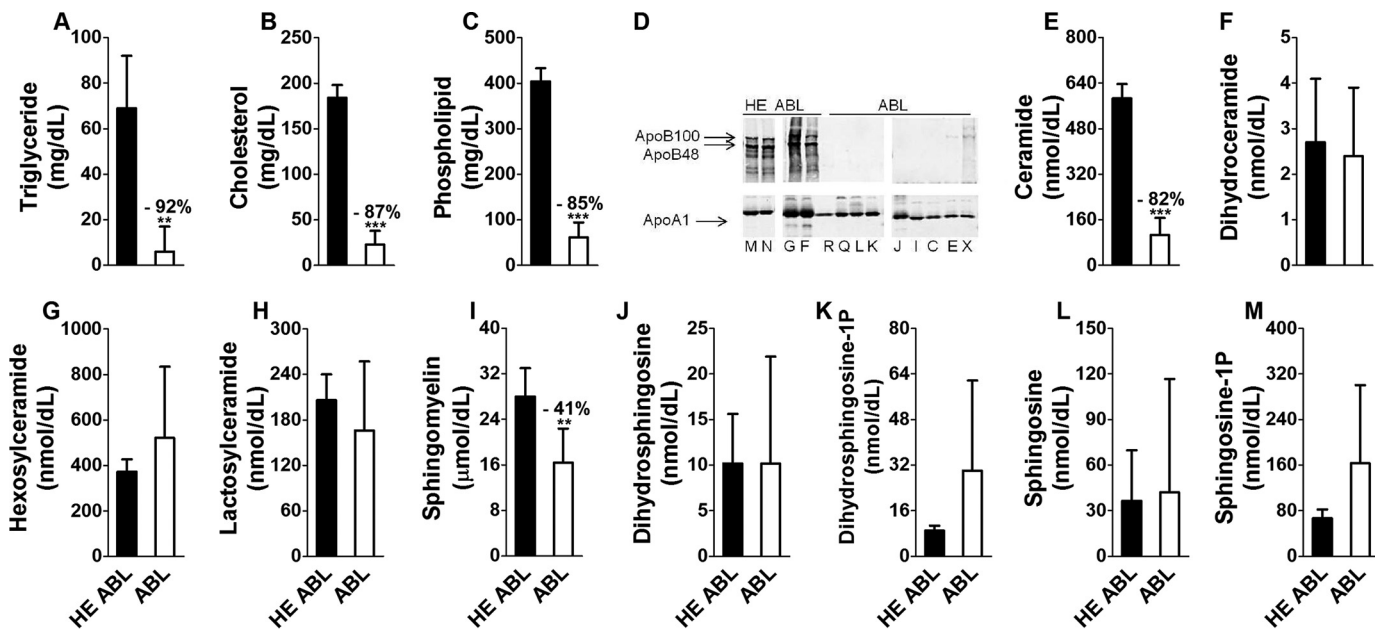 A
Triglyceride
(mg/dL)
100
80
60
40
20
0
- 92%
**
B
Cholesterol
(mg/dL)
250
200
150
100
50
0
- 87%
***
C
Phospholipid
(mg/dL)
500
400
300
200
100
0
- 85%
***
D
HE ABL
ABL
ApoB100
ApoB48
ApoA1
M N G F R Q L K J I C E X
E
Ceramide
(nmol/dL)
800
640
480
320
160
0
- 82%
***
F
Dihydroceramide
(nmol/dL)
5
4
3
2
1
0
G
Hexosylceramide
(nmol/dL)
1000
800
600
400
200
0
HE ABL
ABL
H
Lactosylceramide
(nmol/dL)
300
240
180
120
60
0
HE ABL
ABL
I
Sphingomyelin
(μmol/dL)
40
32
24
16
8
0
- 41%
**
HE ABL
ABL
J
Dihydrosphingosine
(nmol/dL)
25
20
15
10
5
0
HE ABL
ABL
K
Dihydrosphingosine-1P
(nmol/dL)
80
64
48
32
16
0
HE ABL
ABL
L
Sphingosine
(nmol/dL)
150
120
90
60
30
0
HE ABL
ABL
M
Sphingosine-1P
(nmol/dL)
400
320
240
160
80
0
HE ABL
ABL